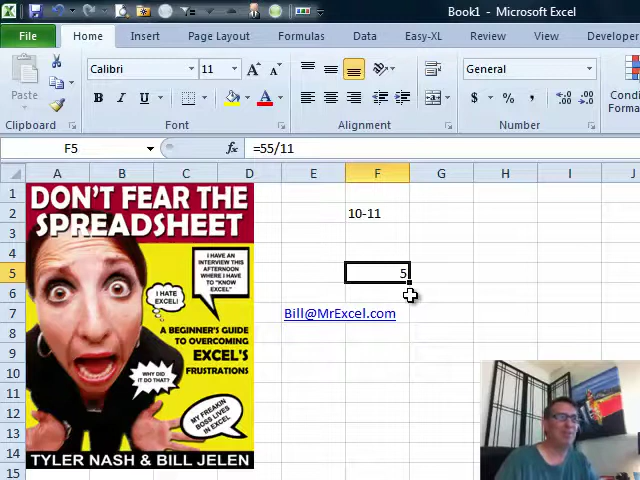 Book1 - Microsoft Excel
File Home Insert Page Layout Formulas Data Easy-XL Review Developer
Paste
Calibri 11
B I U A
General
$ % ,
Clipboard Font Alignment Number
F5 fx =55/11
A B C D E F G H I J
1
2 10-11
3
4
5 5
6
7 Bill@MrExcel.com
8
9
10
11
12
13
14
15
DON'T FEAR THE
SPREADSHEET
I HAVE AN
INTERVIEW THIS
AFTERNOON
WHERE I HAVE
TO "KNOW
EXCEL"
I HATE
EXCEL!
A BEGINNER'S GUIDE
TO OVERCOMING
EXCEL'S
FRUSTRATIONS
WHY DID
IT DO THAT?
MY FREAKIN
BOSS LIVES
IN EXCEL
TYLER NASH & BILL JELEN